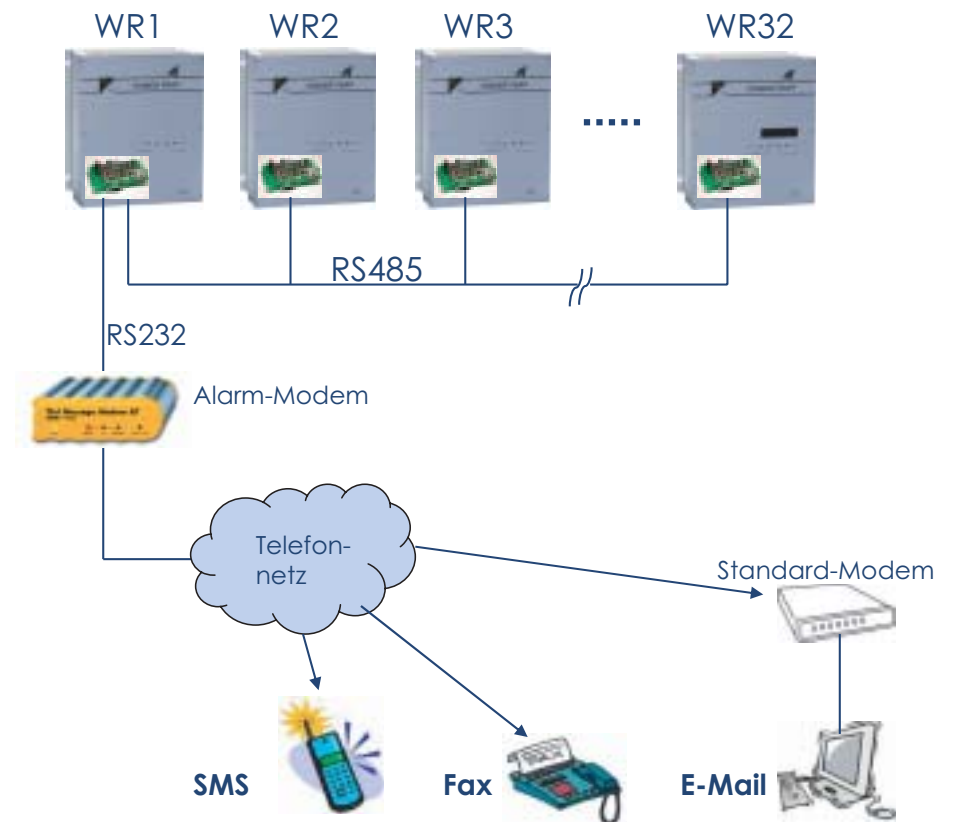 WR1 WR2 WR3 WR32
RS485
RS232
Alarm-Modem
Telefon-
netz
Standard-Modem
SMS Fax E-Mail